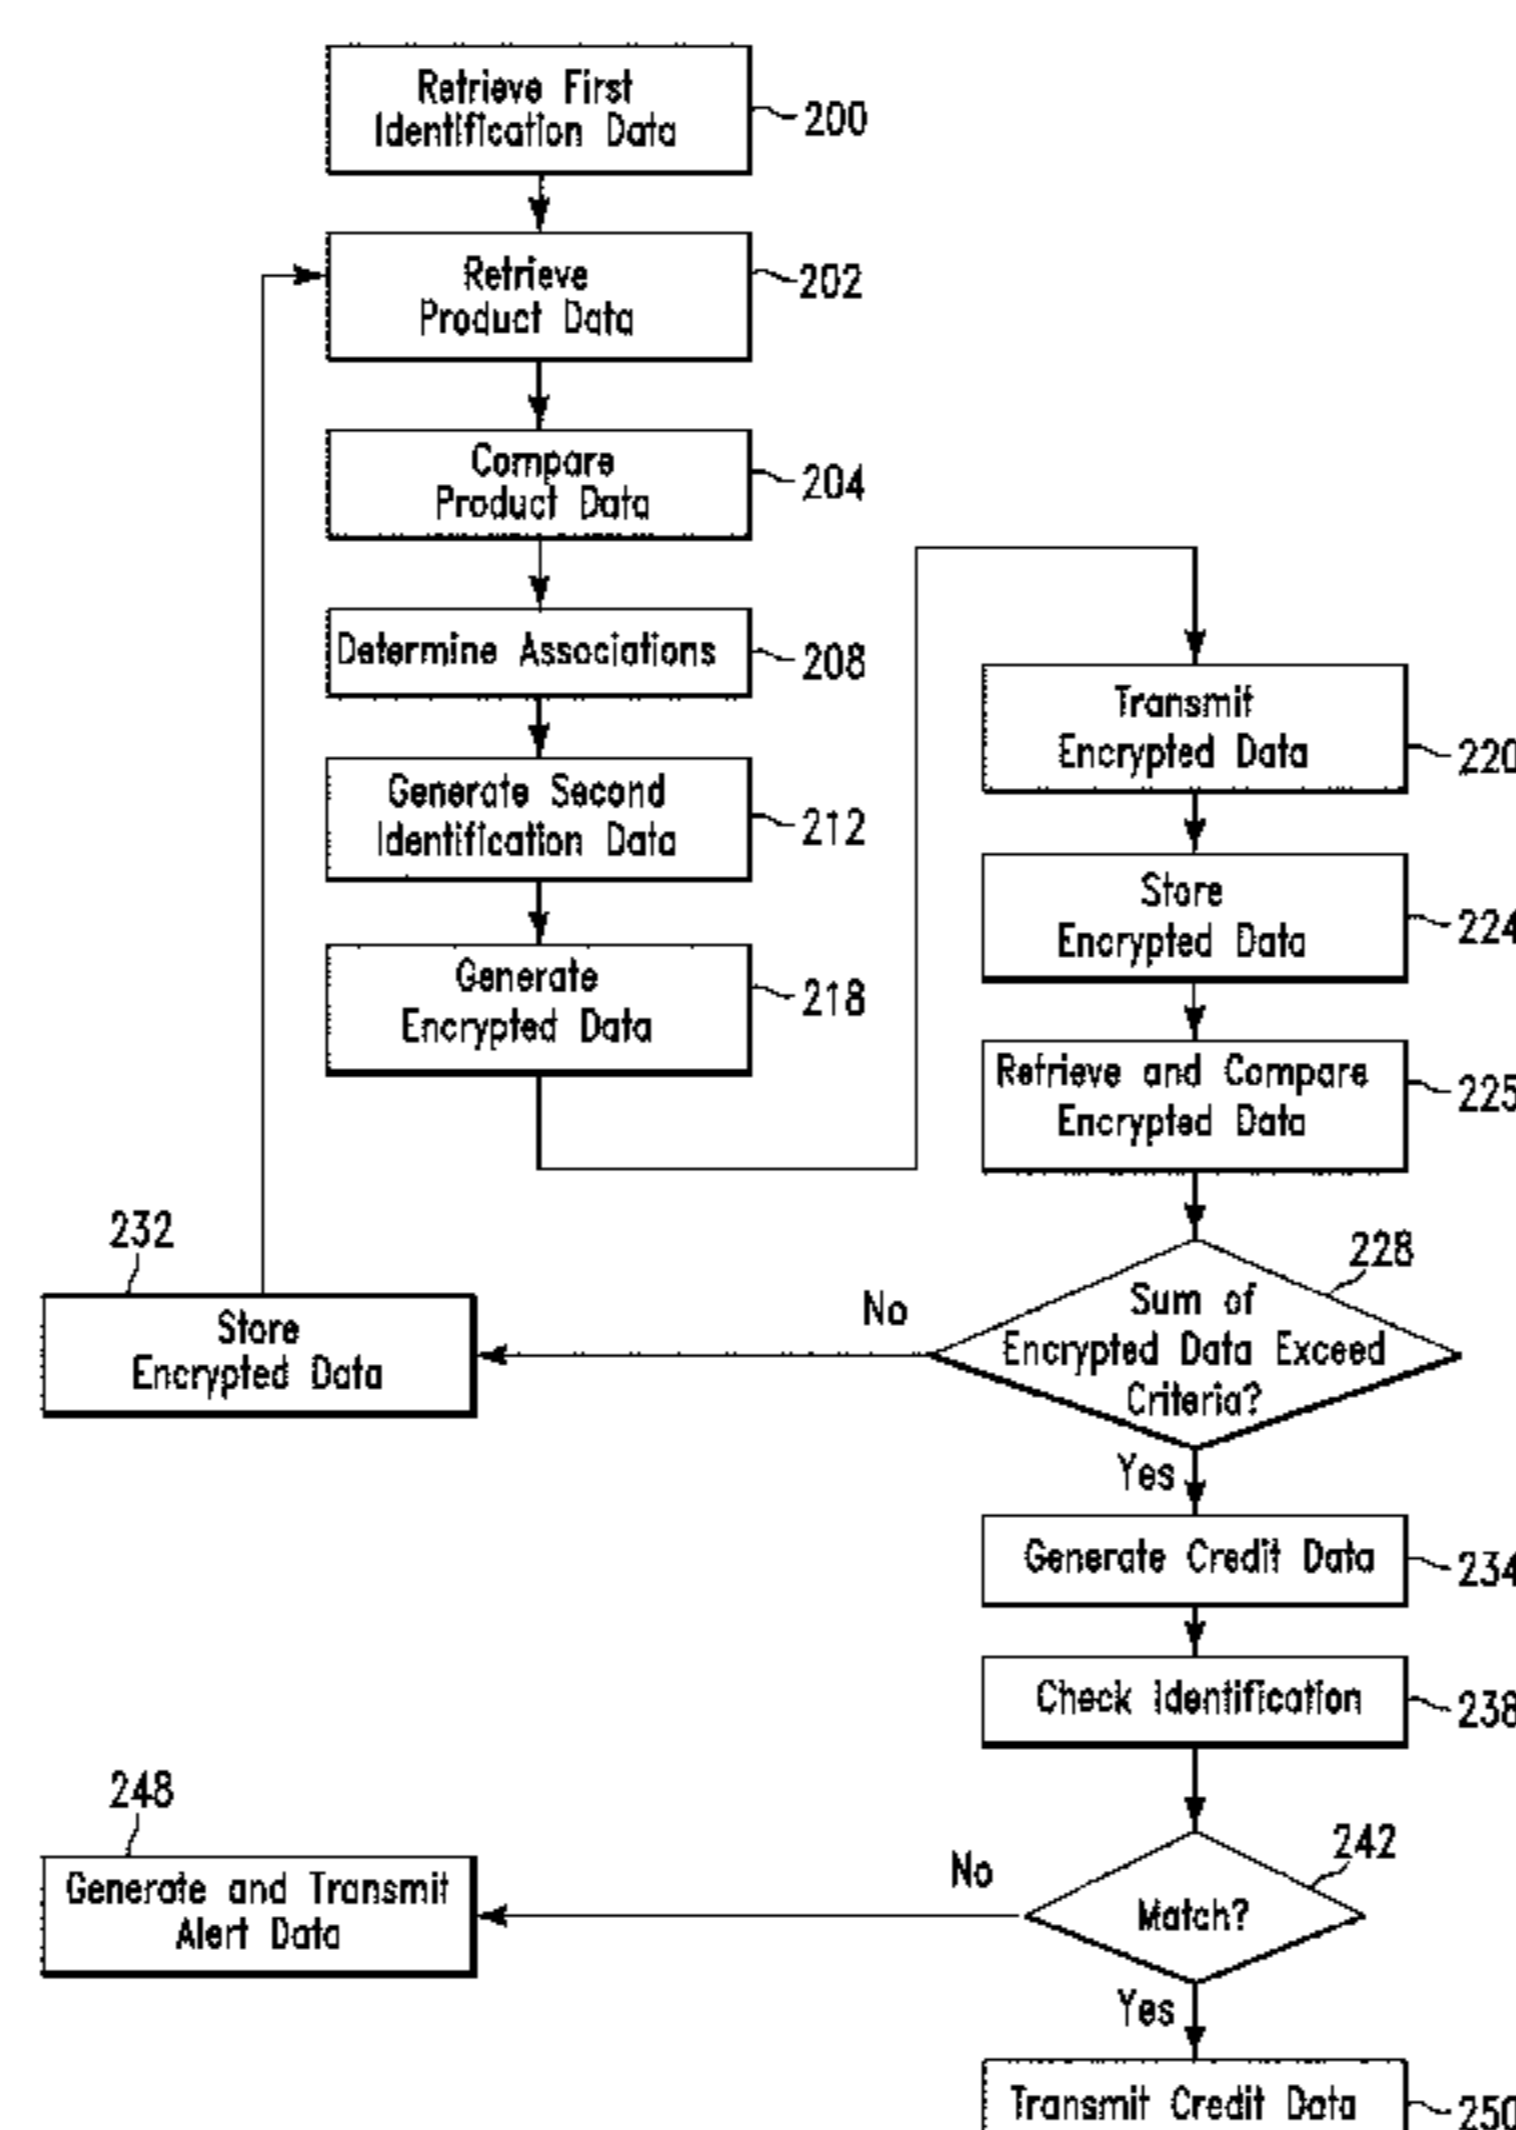 Retrieve First
Identification Data
200
Retrieve
Product Data
202
Compare
Product Data
204
Determine Associations
208
Generate Second
Identification Data
212
Generate
Encrypted Data
218
Transmit
Encrypted Data
220
Store
Encrypted Data
224
Retrieve and Compare
Encrypted Data
225
228
Sum of
Encrypted Data Exceed
Criteria?
No
232
Store
Encrypted Data
Yes
Generate Credit Data
234
Check Identification
238
242
Match?
No
248
Generate and Transmit
Alert Data
Yes
Transmit Credit Data
250